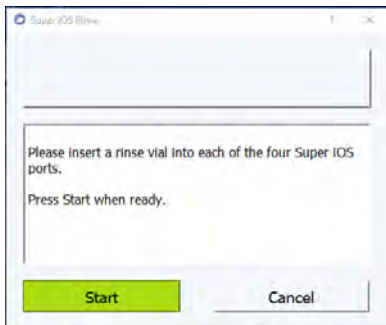 Super IOS Rinse
? ×
Please insert a rinse vial into each of the four Super IOS
ports.
Press Start when ready.
Start
Cancel